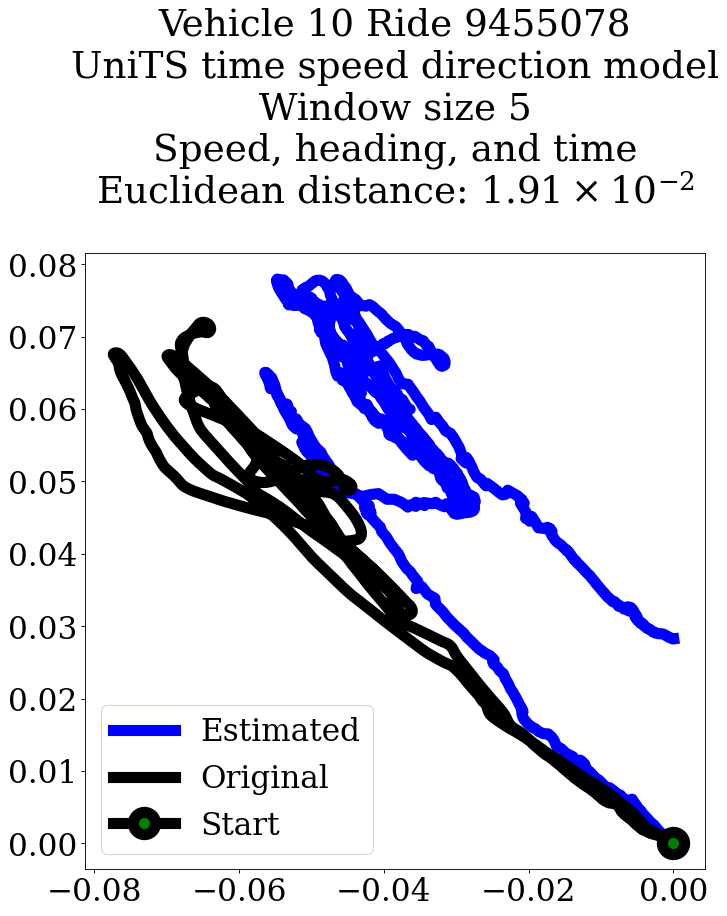 Vehicle 10 Ride 9455078
UniTS time speed direction model
Window size 5
Speed, heading, and time
Euclidean distance: 1.91 × 10⁻²
0.08
0.07
0.06
0.05
0.04
0.03
0.02
0.01
0.00
Estimated
Original
Start
−0.08 −0.06 −0.04 −0.02 0.00